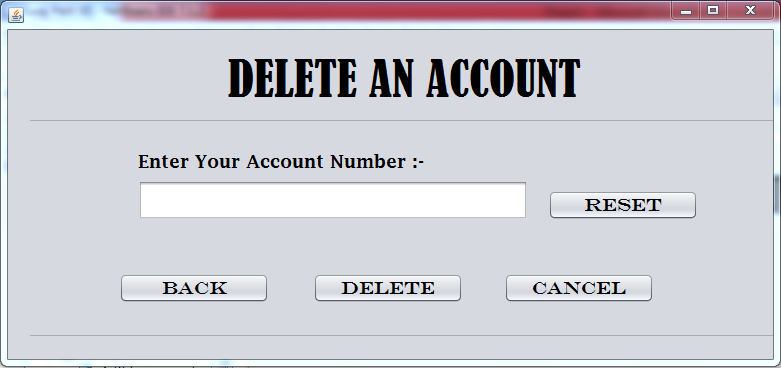 DELETE AN ACCOUNT
Enter Your Account Number :-
RESET
BACK DELETE CANCEL